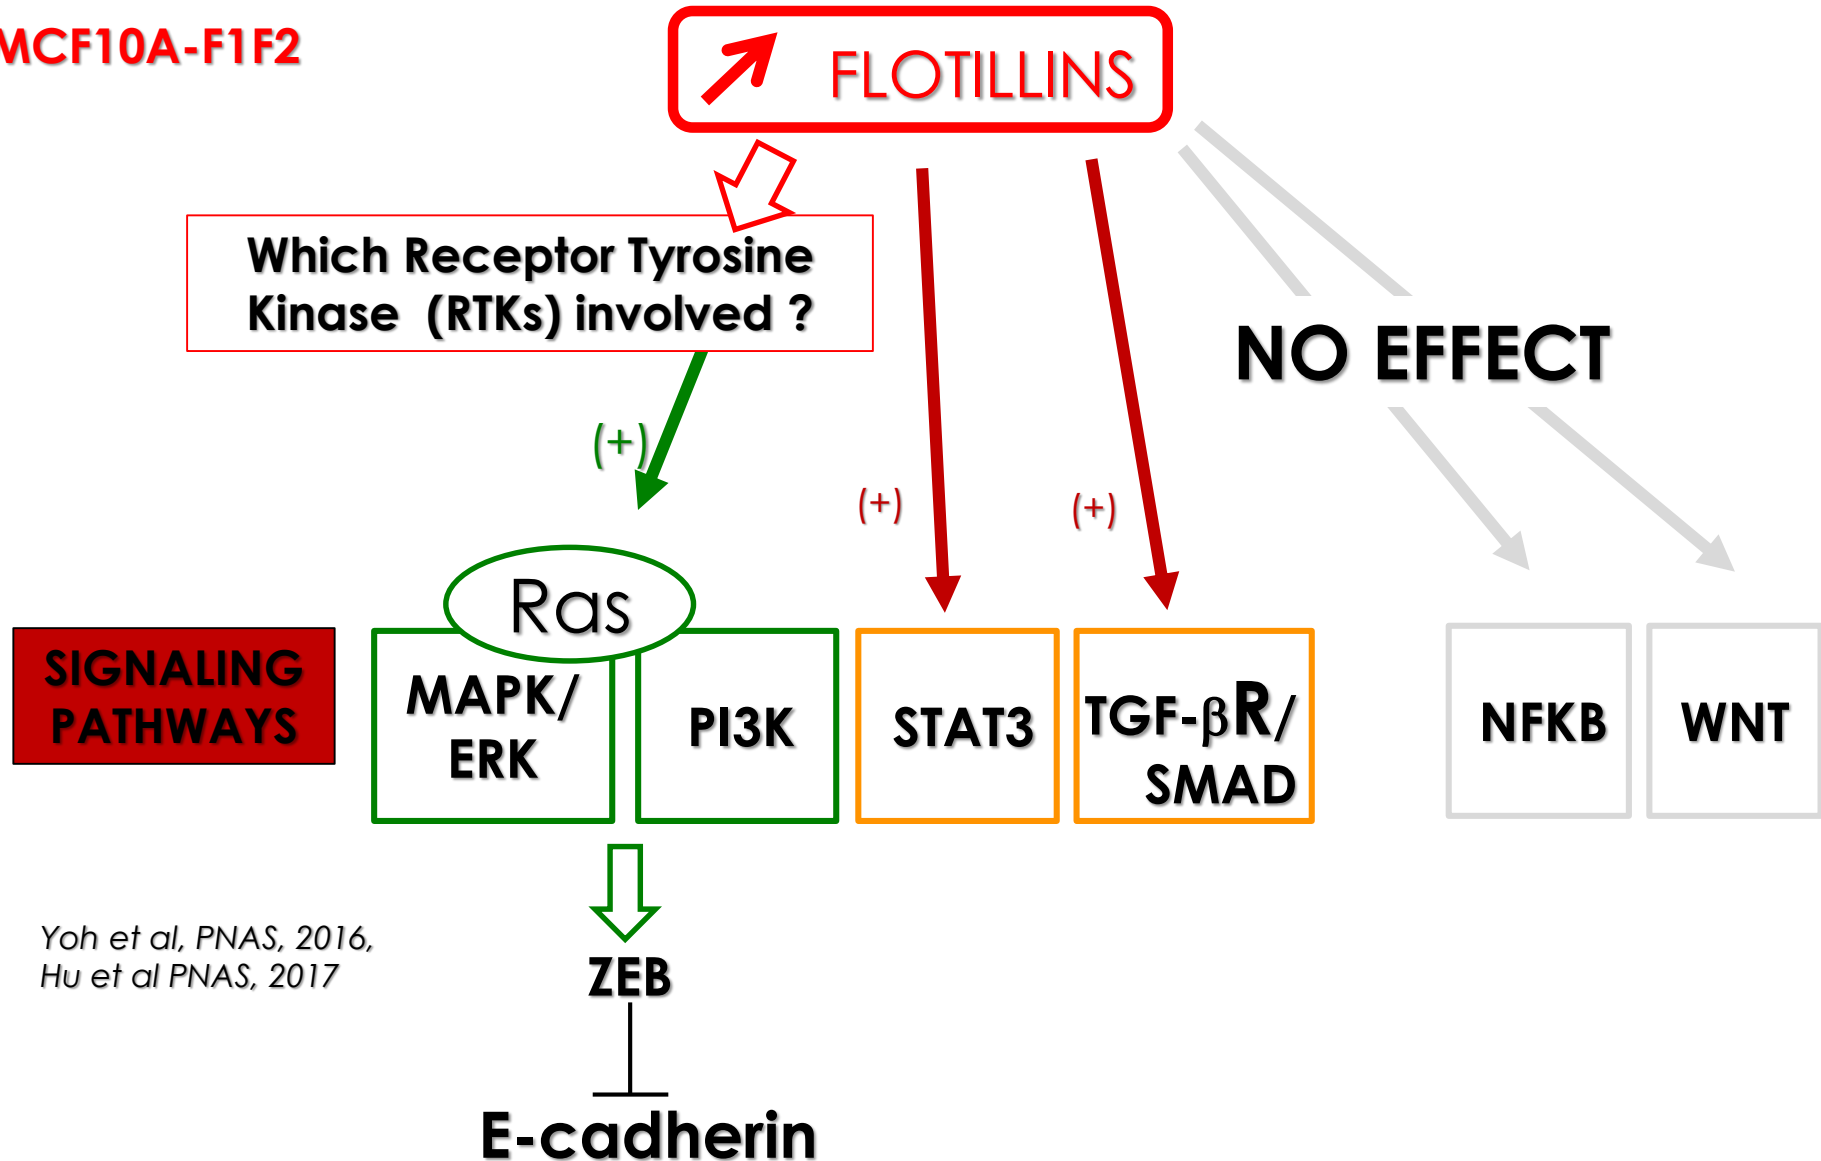 MCF10A-F1F2
FLOTILLINS
Which Receptor Tyrosine
Kinase (RTKs) involved ?
NO EFFECT
(+)
(+)
(+)
Ras
SIGNALING
PATHWAYS
MAPK/
ERK
PI3K
STAT3
TGF-βR/
SMAD
NFKB
WNT
Yoh et al, PNAS, 2016,
Hu et al PNAS, 2017
ZEB
E-cadherin